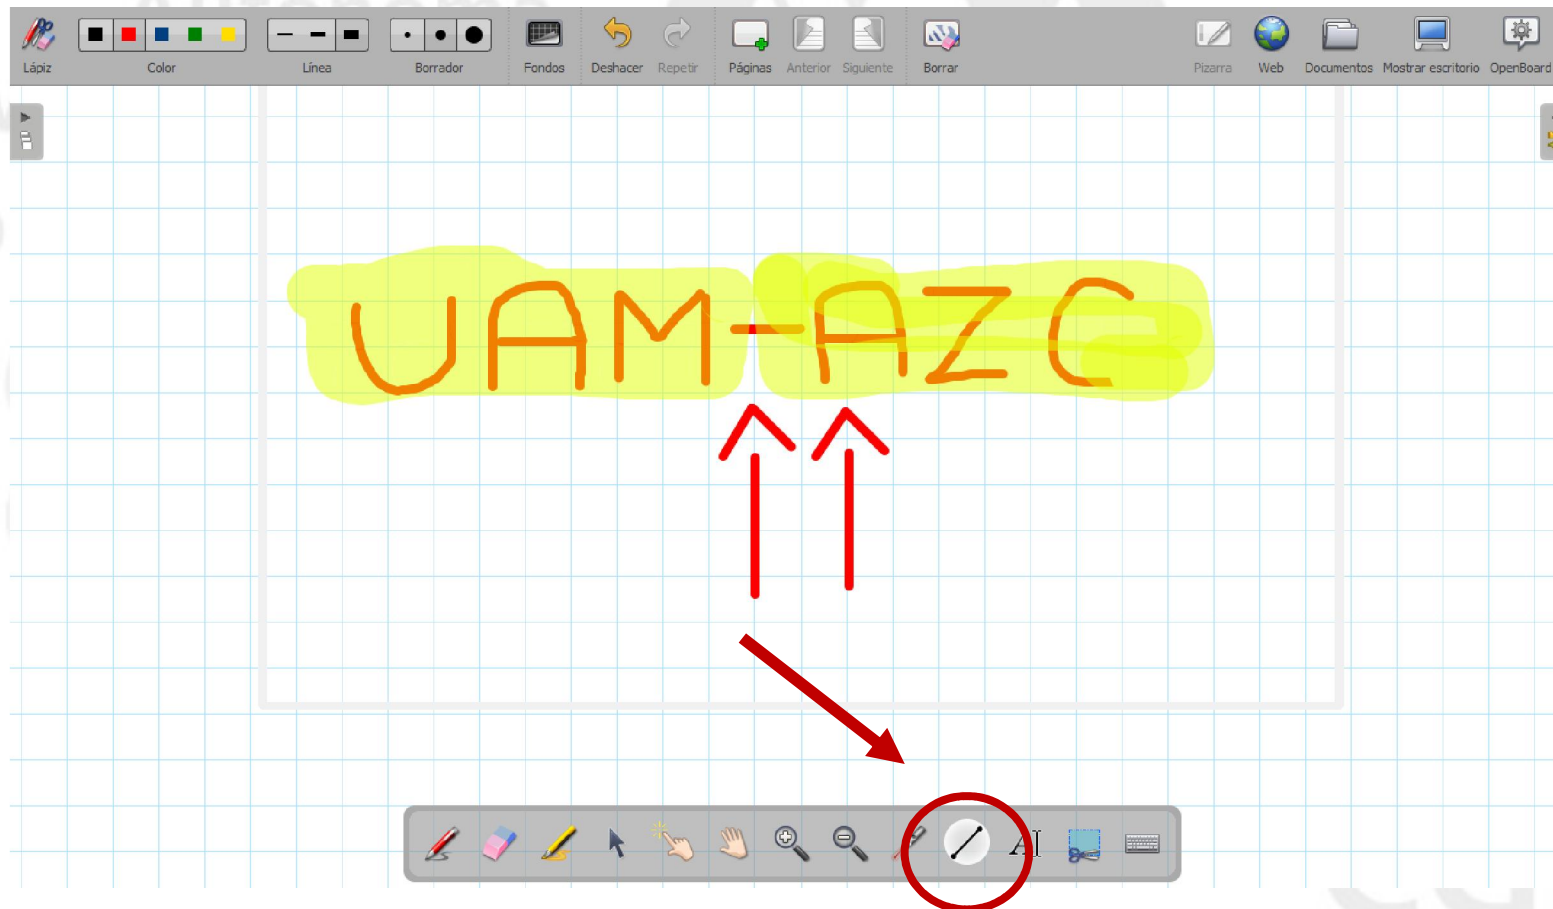 Lápiz Color Línea Borrador Fondos Deshacer Repetir Páginas Anterior Siguiente Borrar Pizarra Web Documentos Mostrar escritorio OpenBoard
UAM-AZC
AI